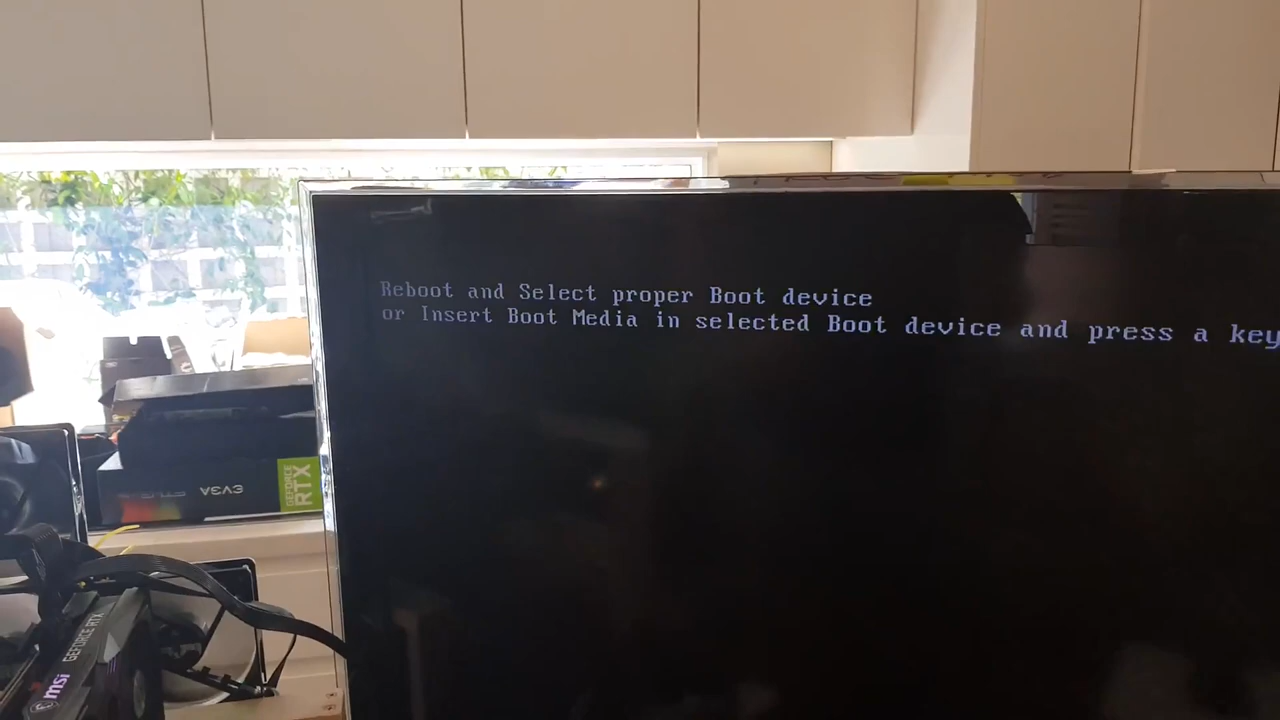 Reboot and Select proper Boot device
or Insert Boot Media in selected Boot device and press a key
EVGA
GEFORCE
RTX
GEFORCE RTX
msi